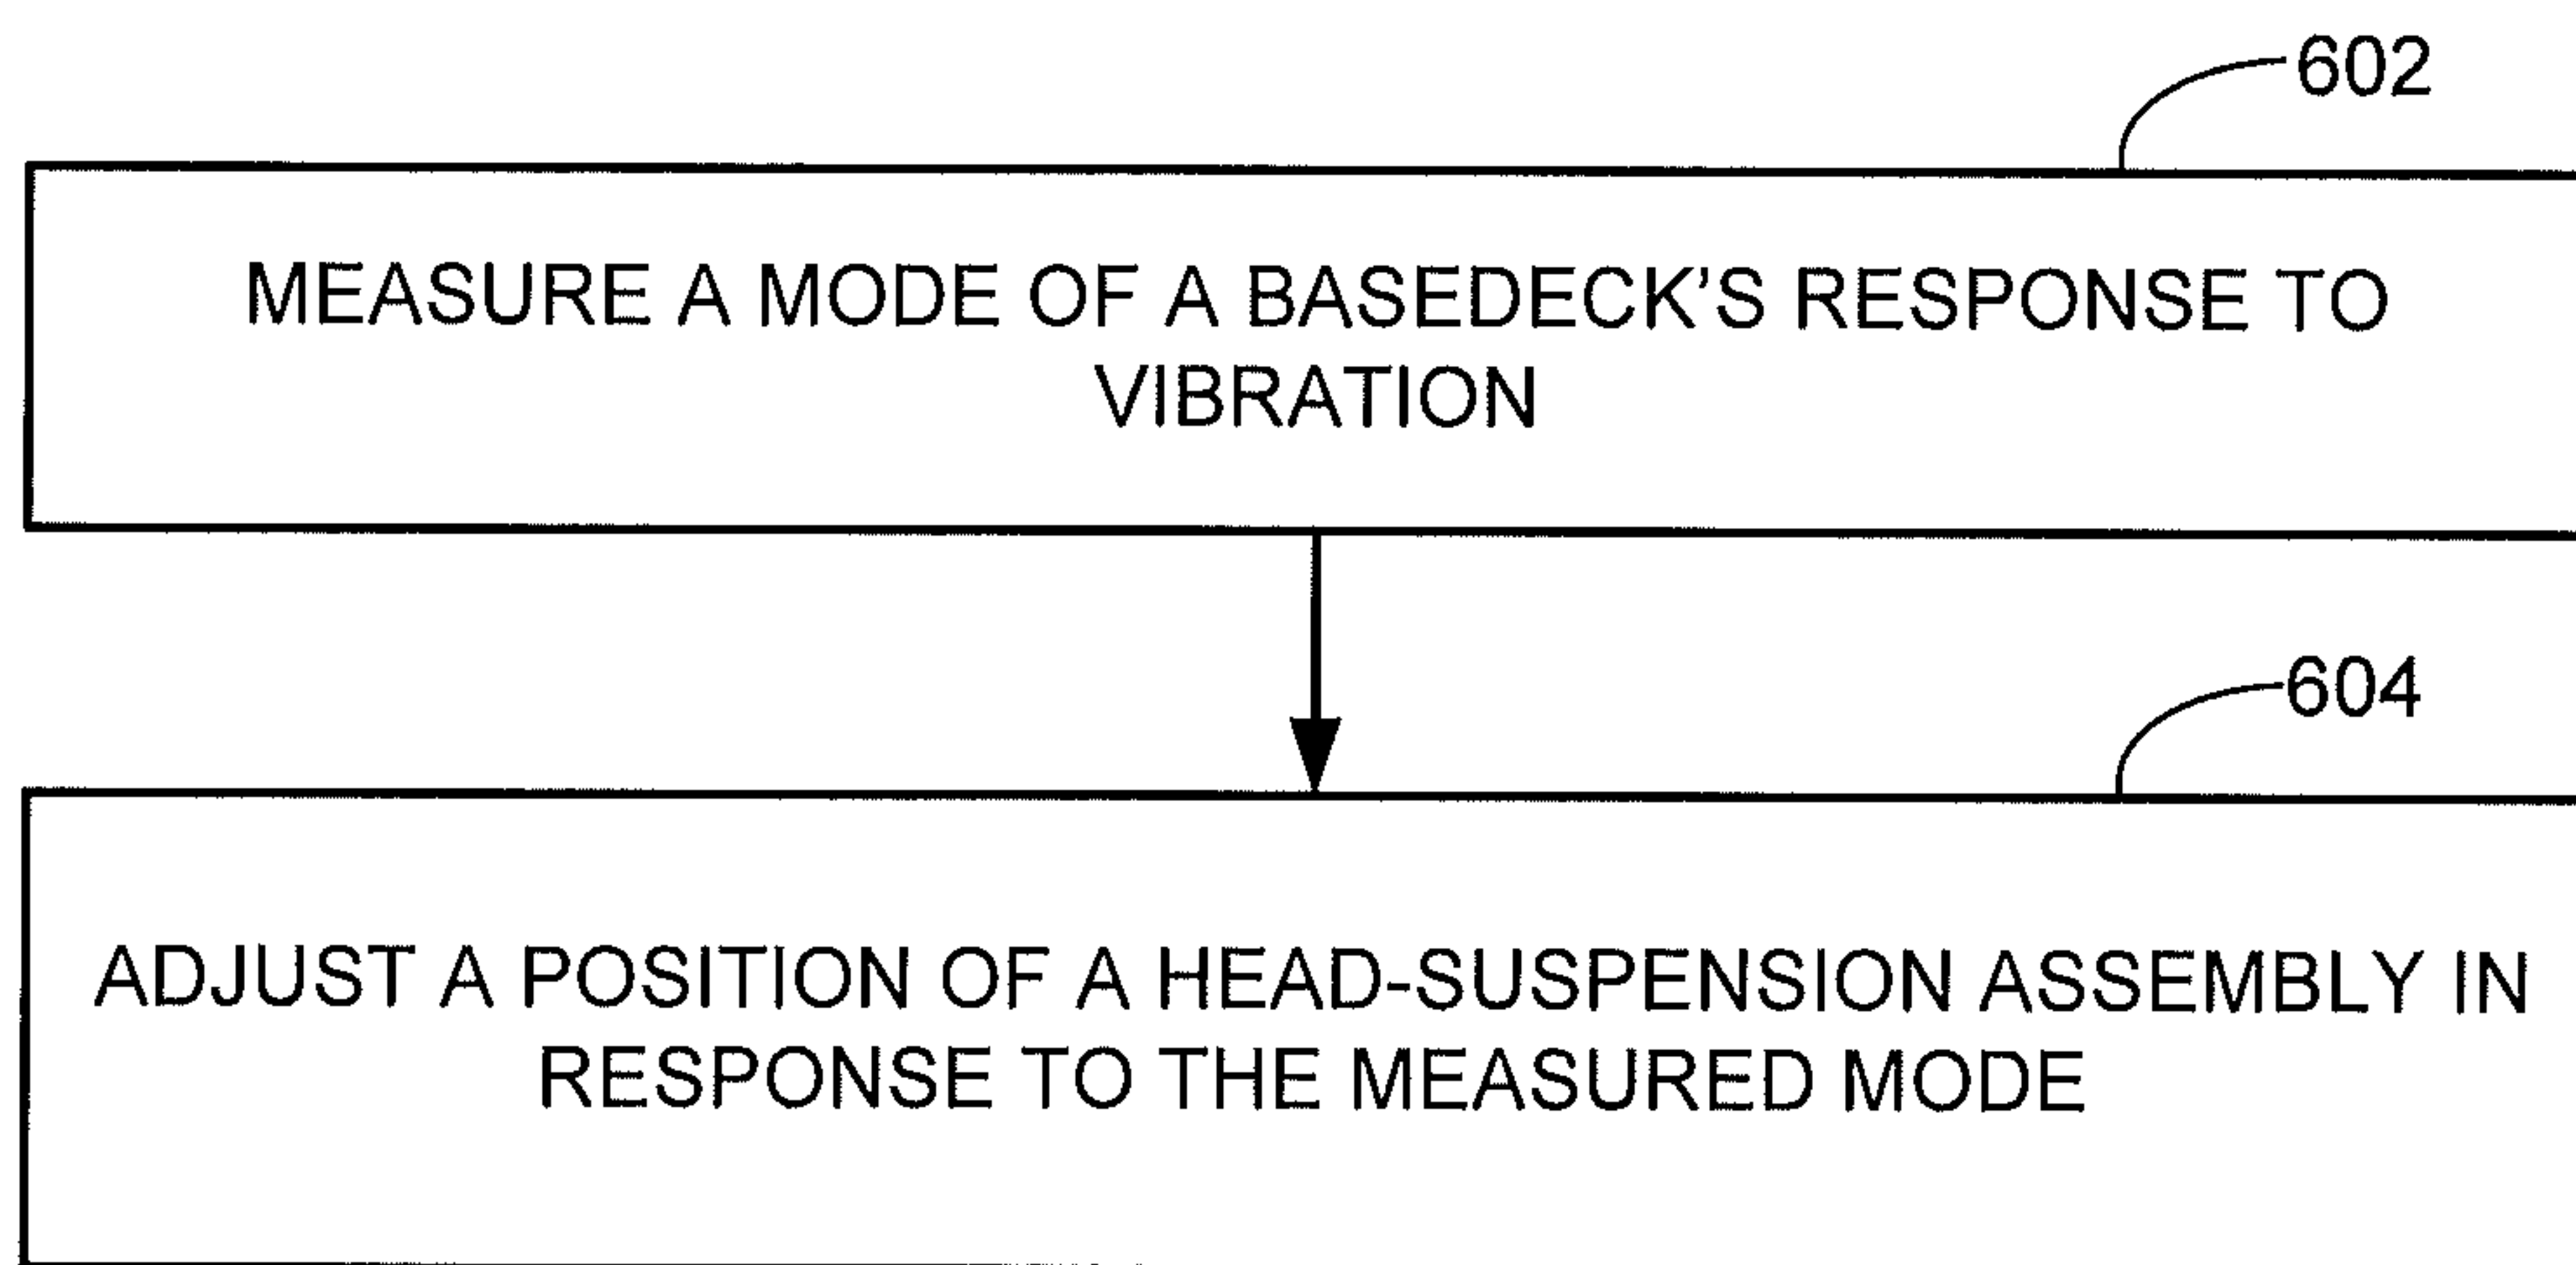 602
MEASURE A MODE OF A BASEDECK’S RESPONSE TO
VIBRATION
604
ADJUST A POSITION OF A HEAD-SUSPENSION ASSEMBLY IN
RESPONSE TO THE MEASURED MODE